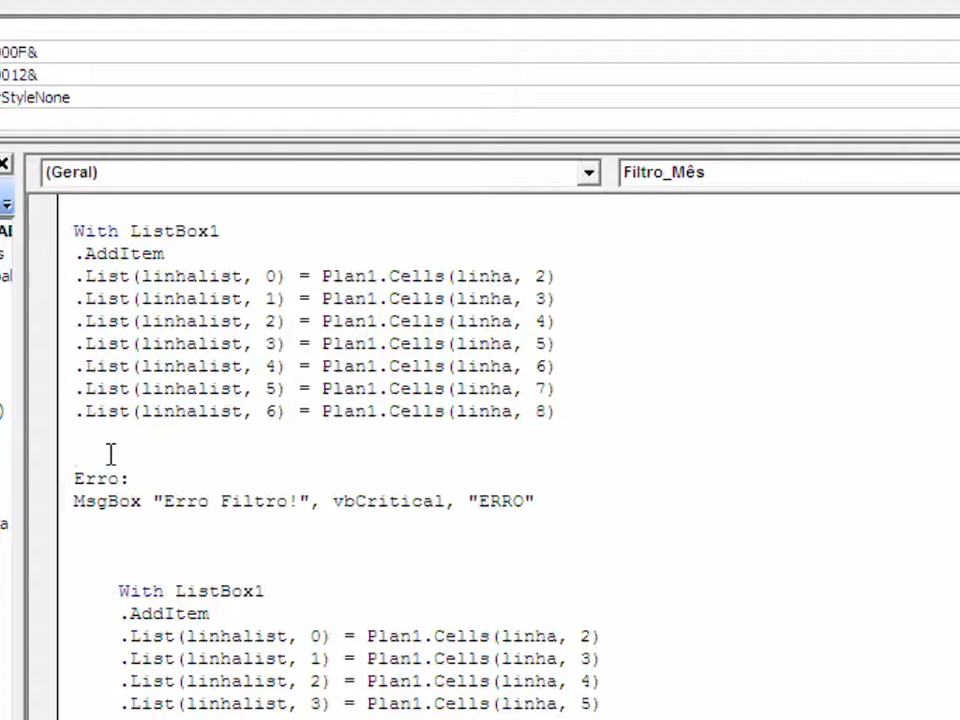 000F&
0012&
rStyleNone
(Geral)
Filtro_Mês
With ListBox1
.AddItem
.List(linhalist, 0) = Plan1.Cells(linha, 2)
.List(linhalist, 1) = Plan1.Cells(linha, 3)
.List(linhalist, 2) = Plan1.Cells(linha, 4)
.List(linhalist, 3) = Plan1.Cells(linha, 5)
.List(linhalist, 4) = Plan1.Cells(linha, 6)
.List(linhalist, 5) = Plan1.Cells(linha, 7)
.List(linhalist, 6) = Plan1.Cells(linha, 8)
Erro:
MsgBox "Erro Filtro!", vbCritical, "ERRO"
With ListBox1
.AddItem
.List(linhalist, 0) = Plan1.Cells(linha, 2)
.List(linhalist, 1) = Plan1.Cells(linha, 3)
.List(linhalist, 2) = Plan1.Cells(linha, 4)
.List(linhalist, 3) = Plan1.Cells(linha, 5)